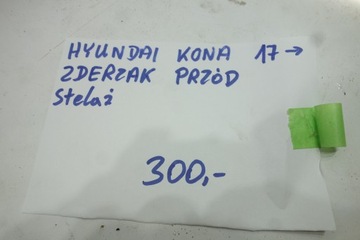 HYUNDAI KONA 17→
ZDERZAK PRZÓD
Stelaż
300,-